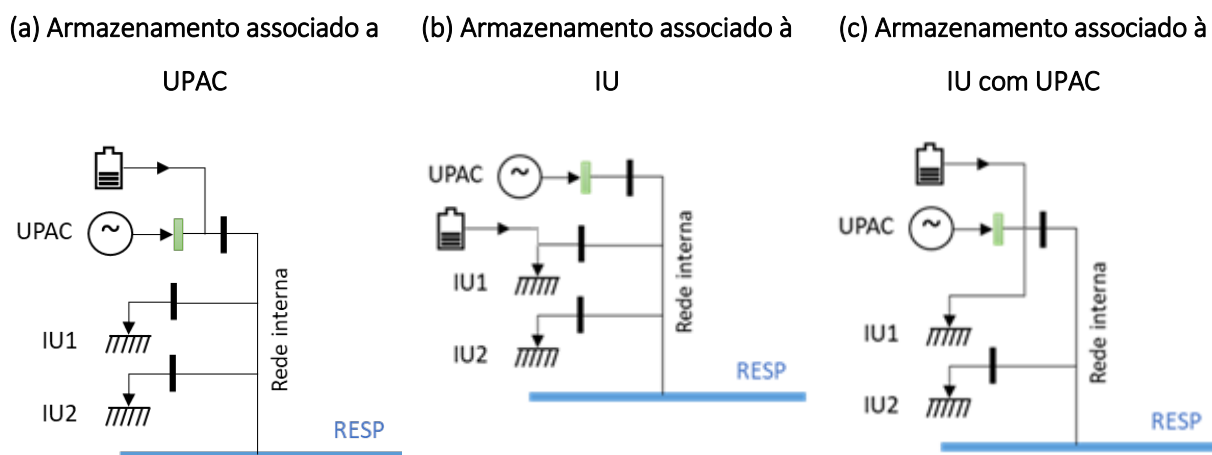 (a) Armazenamento associado a
UPAC
UPAC
IU1
IU2
Rede interna
RESP
(b) Armazenamento associado à
IU
UPAC
IU1
IU2
Rede interna
RESP
(c) Armazenamento associado à
IU com UPAC
UPAC
IU1
IU2
Rede interna
RESP